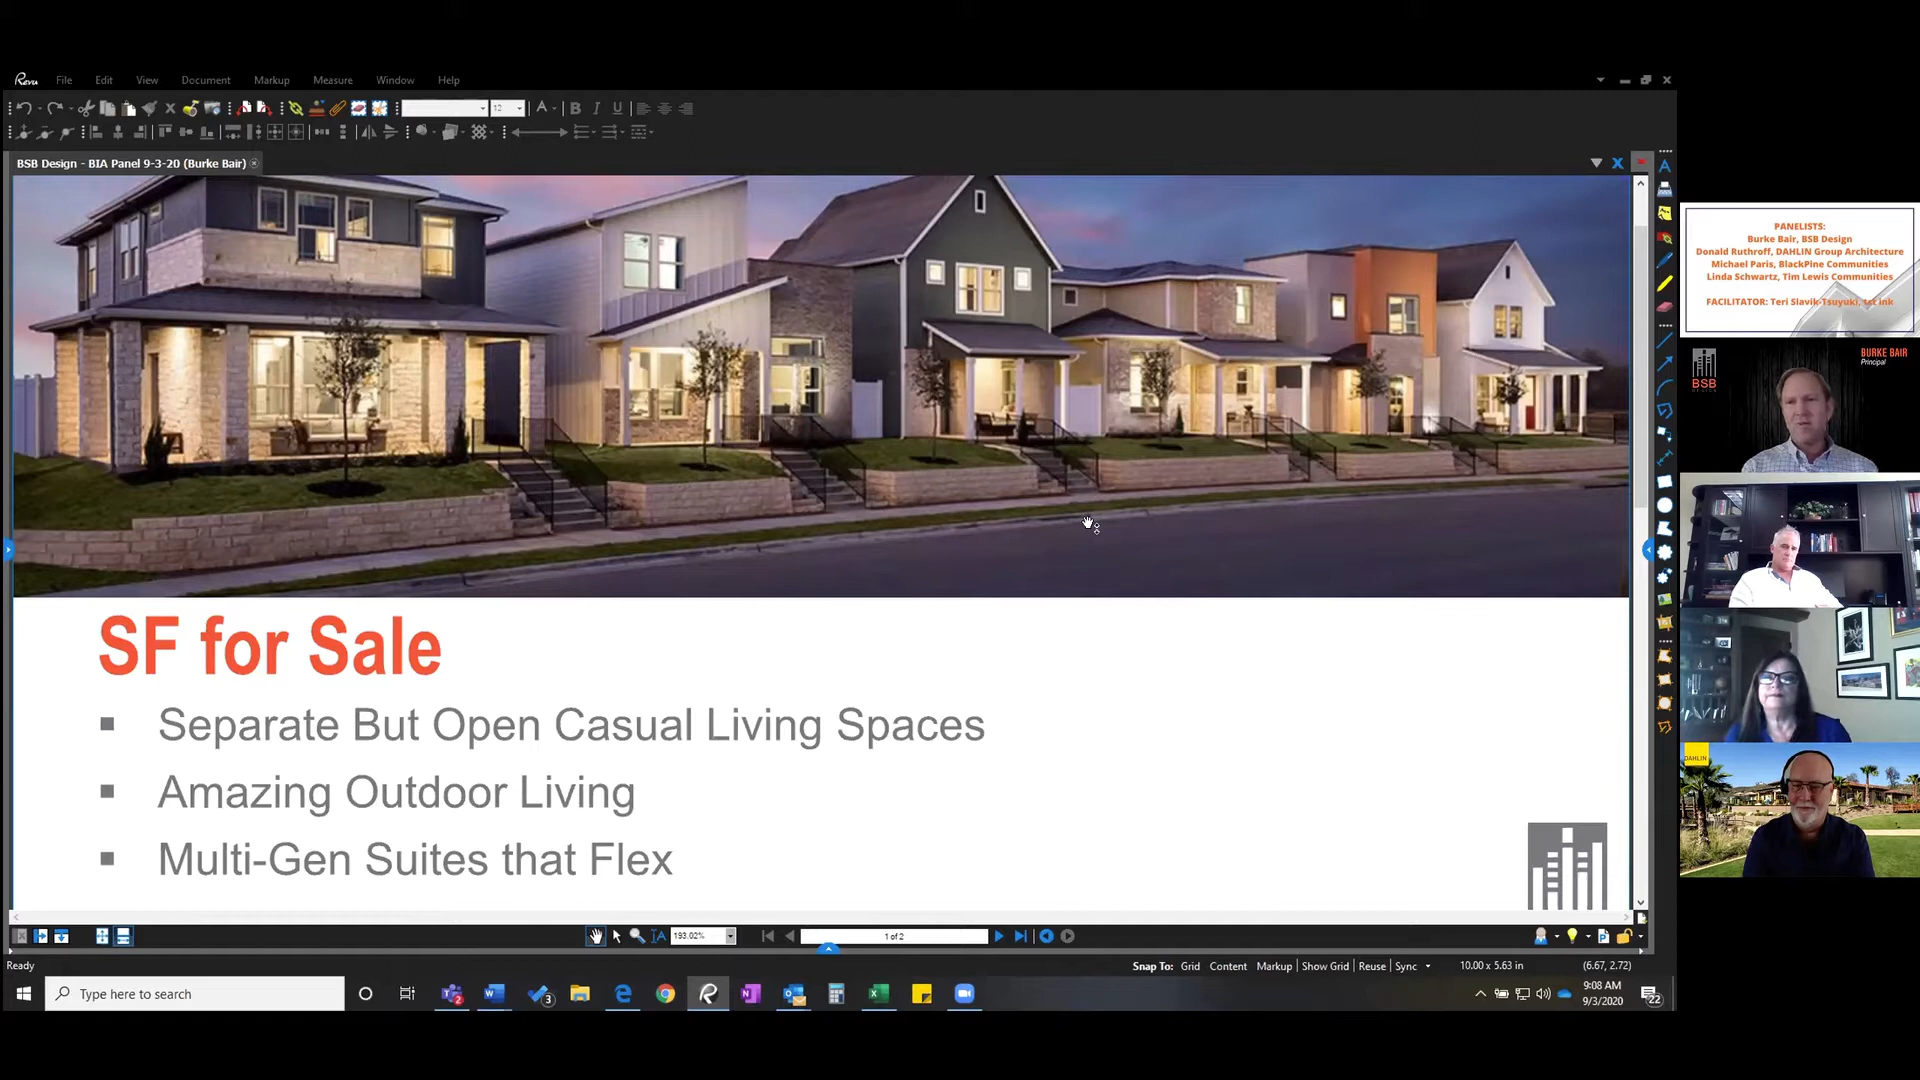 Revu File Edit View Document Markup Measure Window Help
12 A B I U
BSB Design - BIA Panel 9-3-20 (Burke Bair)
SF for Sale
Separate But Open Casual Living Spaces
Amazing Outdoor Living
Multi-Gen Suites that Flex
193.02% 1 of 2
Ready
Snap To: Grid Content Markup Show Grid Reuse Sync 10.00 x 5.63 in (6.67, 2.72)
Type here to search
2
3
9:08 AM
9/3/2020
22
PANELISTS:
Burke Bair, BSB Design
Donald Ruthroff, DAHLIN Group Architecture
Michael Paris, BlackPine Communities
Linda Schwartz, Tim Lewis Communities
FACILITATOR: Teri Slavik-Tsuyuki, tst ink
BSB
DESIGN
BURKE BAIR
Principal
DAHLIN